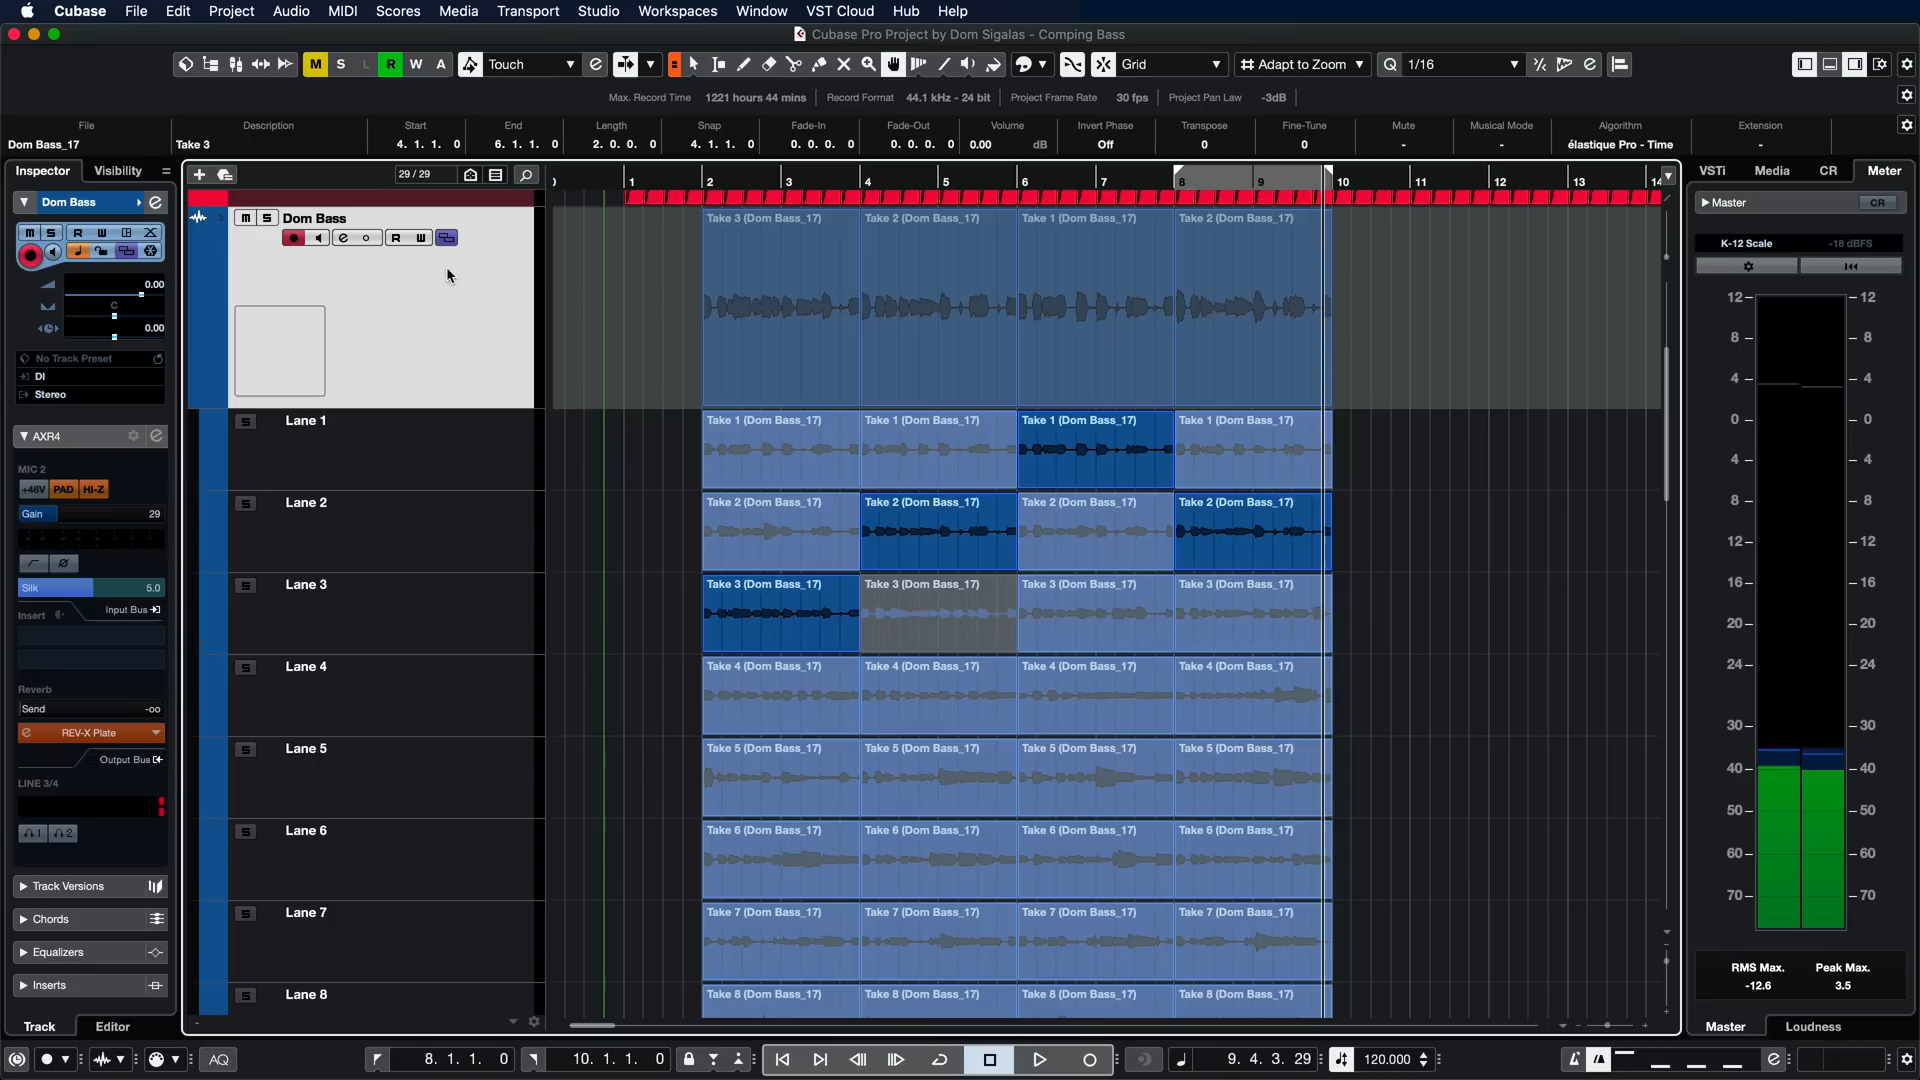 Cubase File Edit Project Audio MIDI Scores Media Transport Studio Workspaces Window VST Cloud Hub Help
Cubase Pro Project by Dom Sigalas - Comping Bass
M S L R W A Touch Grid Adapt to Zoom Q 1/16
Max. Record Time 1221 hours 44 mins Record Format 44.1 kHz - 24 bit Project Frame Rate 30 fps Project Pan Law -3dB
File Description Start End Length Snap Fade-In Fade-Out Volume Invert Phase Transpose Fine-Tune Mute Musical Mode Algorithm Extension
Dom Bass_17 Take 3 4. 1. 1. 0 6. 1. 1. 0 2. 0. 0. 0 4. 1. 1. 0 0. 0. 0. 0 0. 0. 0. 0 0.00 dB Off 0 0 - - élastique Pro - Time -
Inspector Visibility
29 / 29
1 2 3 4 5 6 7 8 9 10 11 12 13 14
VSTi Media CR Meter
Dom Bass
Master CR
M S R W
M S Dom Bass
R W
Take 3 (Dom Bass_17) Take 2 (Dom Bass_17) Take 1 (Dom Bass_17) Take 2 (Dom Bass_17)
K-12 Scale -18 dBFS
0.00
C
0.00
No Track Preset
DI
Stereo
AXR4
MIC 2
+48V PAD HI-Z
Gain 29
Silk 5.0
Input Bus
Insert
Reverb
Send -oo
REV-X Plate
Output Bus
LINE 3/4
1 2
Track Versions
Chords
Equalizers
Inserts
Track Editor
S Lane 1 Take 1 (Dom Bass_17) Take 1 (Dom Bass_17) Take 1 (Dom Bass_17) Take 1 (Dom Bass_17)
S Lane 2 Take 2 (Dom Bass_17) Take 2 (Dom Bass_17) Take 2 (Dom Bass_17) Take 2 (Dom Bass_17)
S Lane 3 Take 3 (Dom Bass_17) Take 3 (Dom Bass_17) Take 3 (Dom Bass_17) Take 3 (Dom Bass_17)
S Lane 4 Take 4 (Dom Bass_17) Take 4 (Dom Bass_17) Take 4 (Dom Bass_17) Take 4 (Dom Bass_17)
S Lane 5 Take 5 (Dom Bass_17) Take 5 (Dom Bass_17) Take 5 (Dom Bass_17) Take 5 (Dom Bass_17)
S Lane 6 Take 6 (Dom Bass_17) Take 6 (Dom Bass_17) Take 6 (Dom Bass_17) Take 6 (Dom Bass_17)
S Lane 7 Take 7 (Dom Bass_17) Take 7 (Dom Bass_17) Take 7 (Dom Bass_17) Take 7 (Dom Bass_17)
S Lane 8 Take 8 (Dom Bass_17) Take 8 (Dom Bass_17) Take 8 (Dom Bass_17) Take 8 (Dom Bass_17)
12 12
8 8
4 4
0 0
4 4
8 8
12 12
16 16
20 20
24 24
30 30
40 40
50 50
60 60
70 70
RMS Max. Peak Max.
-12.6 3.5
Master Loudness
AQ 8. 1. 1. 0 10. 1. 1. 0 9. 4. 3. 29 120.000